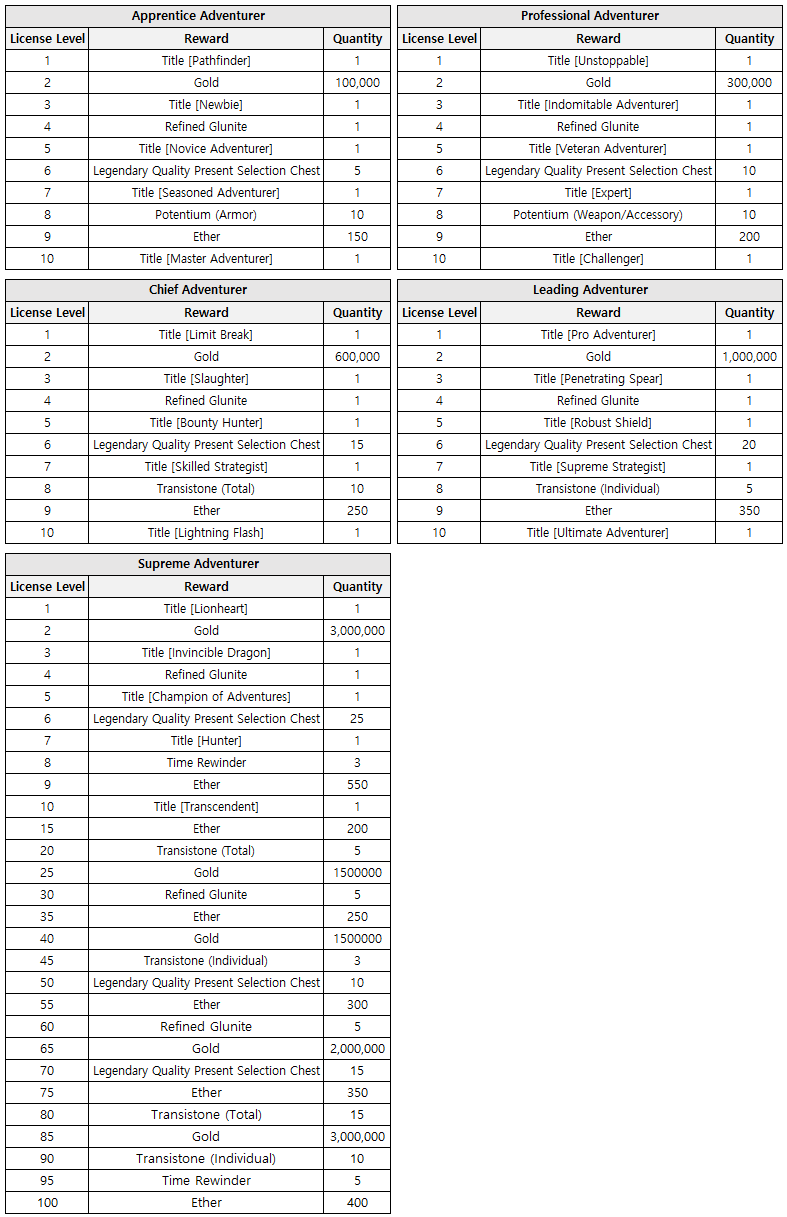 Apprentice Adventurer
License Level Reward Quantity
1 Title [Pathfinder] 1
2 Gold 100,000
3 Title [Newbie] 1
4 Refined Glunite 1
5 Title [Novice Adventurer] 1
6 Legendary Quality Present Selection Chest 5
7 Title [Seasoned Adventurer] 1
8 Potentium (Armor) 10
9 Ether 150
10 Title [Master Adventurer] 1
Professional Adventurer
License Level Reward Quantity
1 Title [Unstoppable] 1
2 Gold 300,000
3 Title [Indomitable Adventurer] 1
4 Refined Glunite 1
5 Title [Veteran Adventurer] 1
6 Legendary Quality Present Selection Chest 10
7 Title [Expert] 1
8 Potentium (Weapon/Accessory) 10
9 Ether 200
10 Title [Challenger] 1
Chief Adventurer
License Level Reward Quantity
1 Title [Limit Break] 1
2 Gold 600,000
3 Title [Slaughter] 1
4 Refined Glunite 1
5 Title [Bounty Hunter] 1
6 Legendary Quality Present Selection Chest 15
7 Title [Skilled Strategist] 1
8 Transistone (Total) 10
9 Ether 250
10 Title [Lightning Flash] 1
Leading Adventurer
License Level Reward Quantity
1 Title [Pro Adventurer] 1
2 Gold 1,000,000
3 Title [Penetrating Spear] 1
4 Refined Glunite 1
5 Title [Robust Shield] 1
6 Legendary Quality Present Selection Chest 20
7 Title [Supreme Strategist] 1
8 Transistone (Individual) 5
9 Ether 350
10 Title [Ultimate Adventurer] 1
Supreme Adventurer
License Level Reward Quantity
1 Title [Lionheart] 1
2 Gold 3,000,000
3 Title [Invincible Dragon] 1
4 Refined Glunite 1
5 Title [Champion of Adventures] 1
6 Legendary Quality Present Selection Chest 25
7 Title [Hunter] 1
8 Time Rewinder 3
9 Ether 550
10 Title [Transcendent] 1
15 Ether 200
20 Transistone (Total) 5
25 Gold 1500000
30 Refined Glunite 5
35 Ether 250
40 Gold 1500000
45 Transistone (Individual) 3
50 Legendary Quality Present Selection Chest 10
55 Ether 300
60 Refined Glunite 5
65 Gold 2,000,000
70 Legendary Quality Present Selection Chest 15
75 Ether 350
80 Transistone (Total) 15
85 Gold 3,000,000
90 Transistone (Individual) 10
95 Time Rewinder 5
100 Ether 400